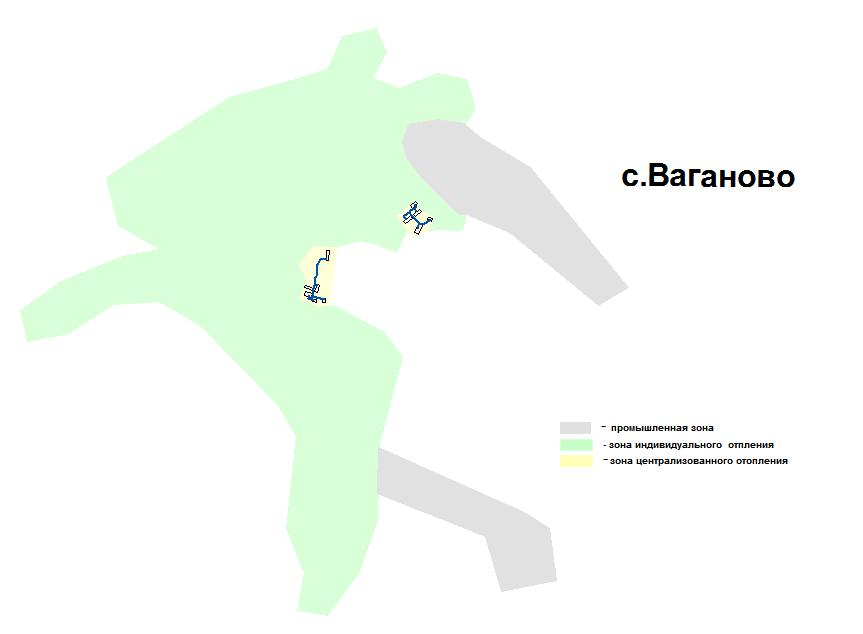 с.Ваганово
- промышленная зона
- зона индивидуального отпления
- зона централизованного отопления